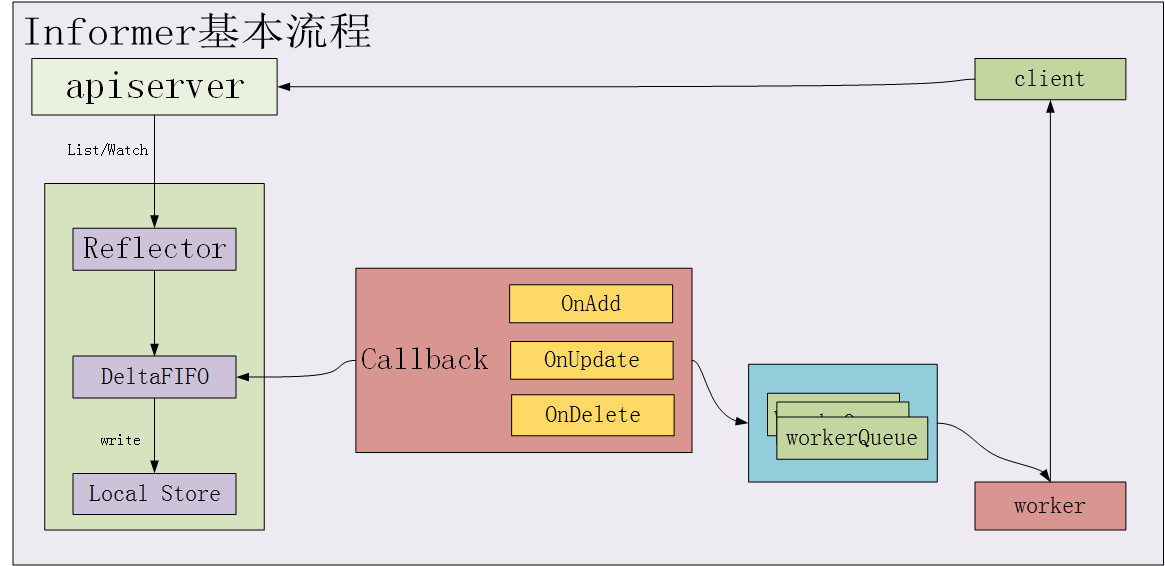 Informer基本流程
apiserver
client
List/Watch
Reflector
OnAdd
Callback
OnUpdate
DeltaFIFO
OnDelete
write
workerQueue
Local Store
worker